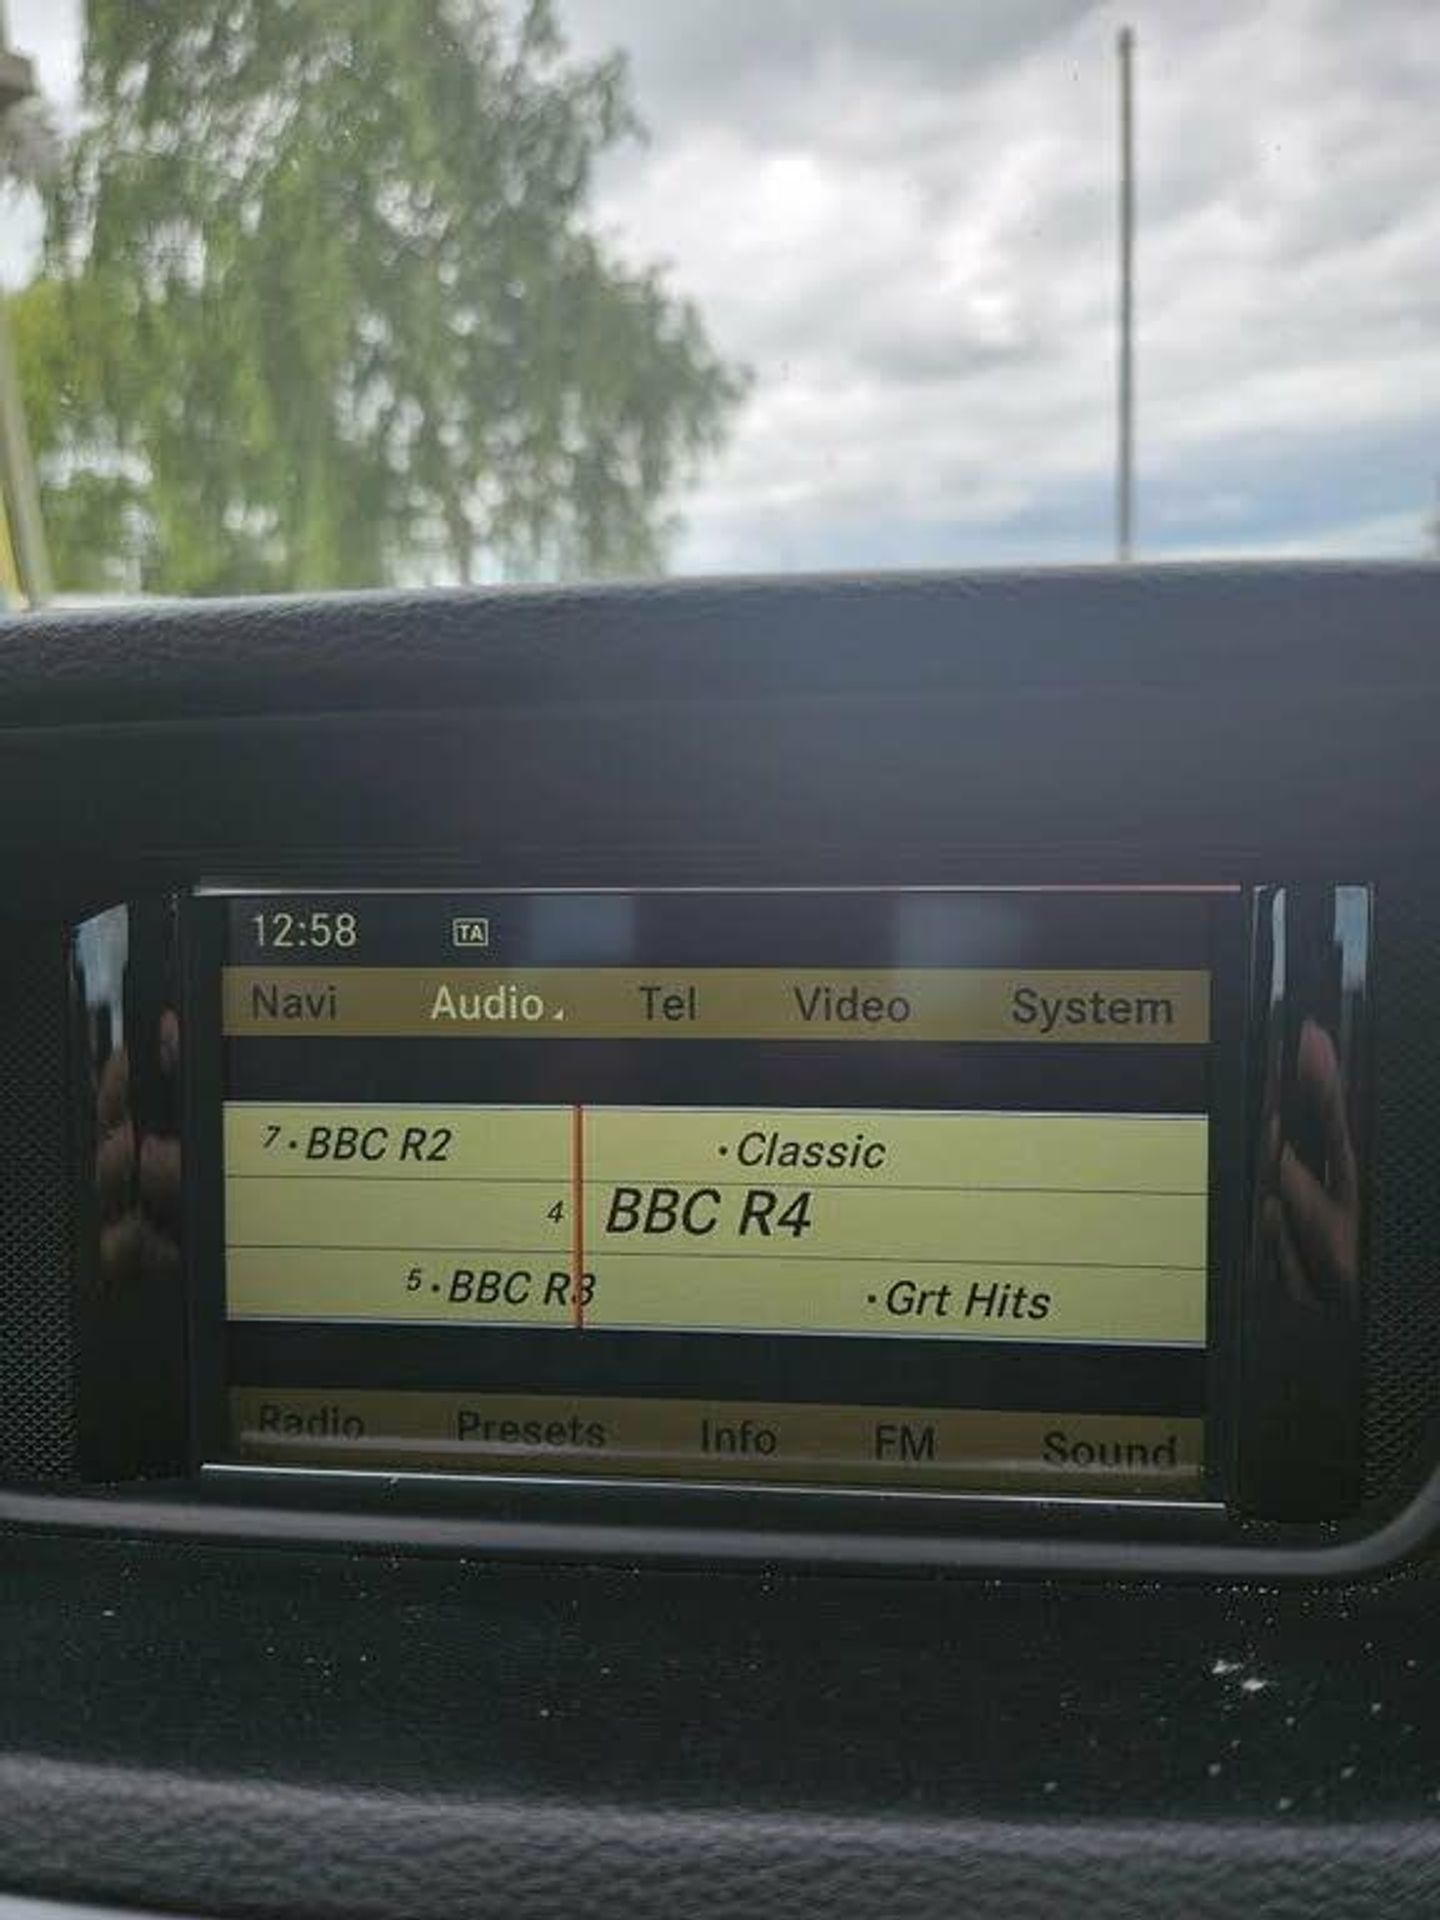 12:58 TA
Navi Audio Tel Video System
7 · BBC R2 · Classic
4 BBC R4
5 · BBC R3 · Grt Hits
Radio Presets Info FM Sound